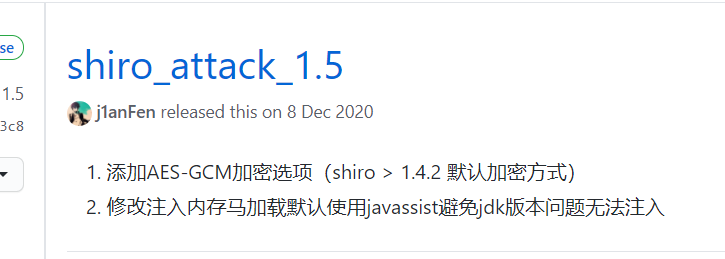 shiro_attack_1.5
se
j1anFen released this on 8 Dec 2020
1.5
3c8
1. 添加AES-GCM加密选项（shiro > 1.4.2 默认加密方式）
2. 修改注入内存马加载默认使用javassist避免jdk版本问题无法注入